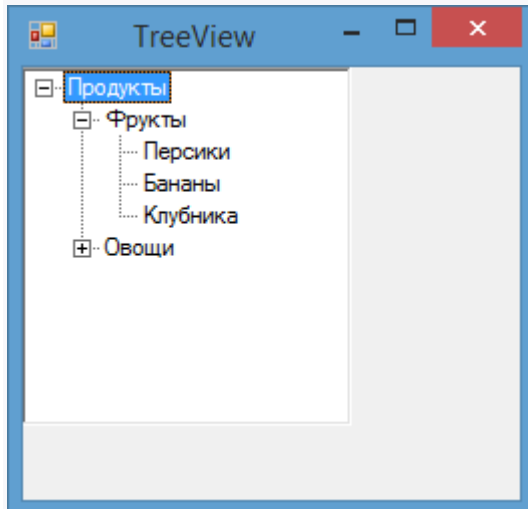 TreeView
Продукты
Фрукты
Персики
Бананы
Клубника
Овощи